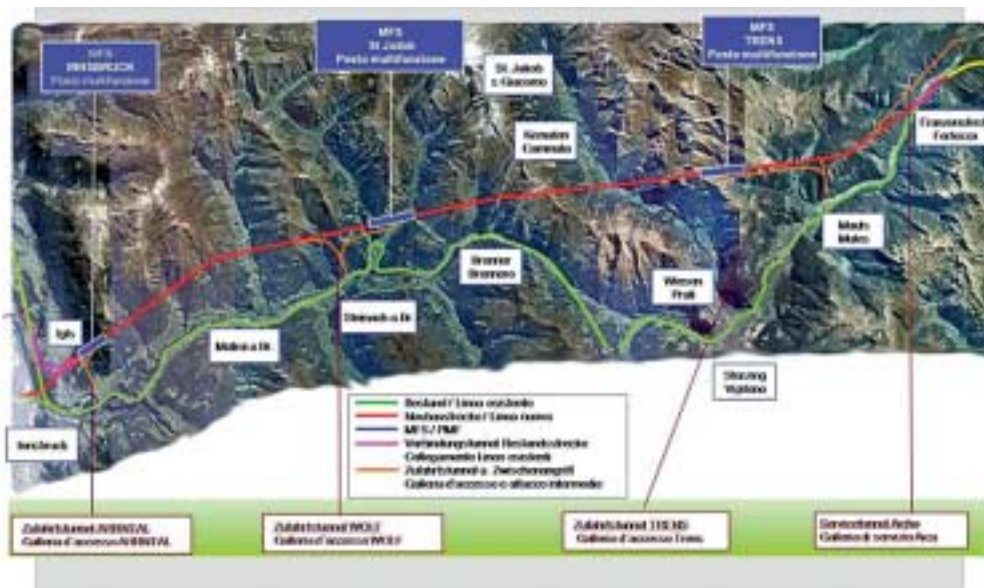 MFS
INNSBRUCK
Posto multifunzione
MFS
St Jodok
Posto multifunzione
MFS
TRENS
Posto multifunzione
St. Jakob
s. Giacomo
Kematen
Caminata
Franzensfeste
Fortezza
Mauls
Mules
Brenner
Brennero
Wiesen
Prati
Igls
Matrei a.Br.
Steinach a.Br.
Sterzing
Vipiteno
Innsbruck
Bestand / Linea esistente
Neubaustrecke / Linea nuova
MFS / PMF
Verbindungstunnel Bestandsstrecke
Collegamento Linea esistente
Zufahrtstunnel u. Zwischenangriff
Galleria d'accesso e attacco intermedio
Zufahrtstunnel AHRNTAL
Galleria d'accesso AHRNTAL
Zufahrtstunnel WOLF
Galleria d'accesso WOLF
Zufahrtstunnel TRENS
Galleria d'accesso Trens
Servicetunnel Aicha
Galleria di servizio Aica